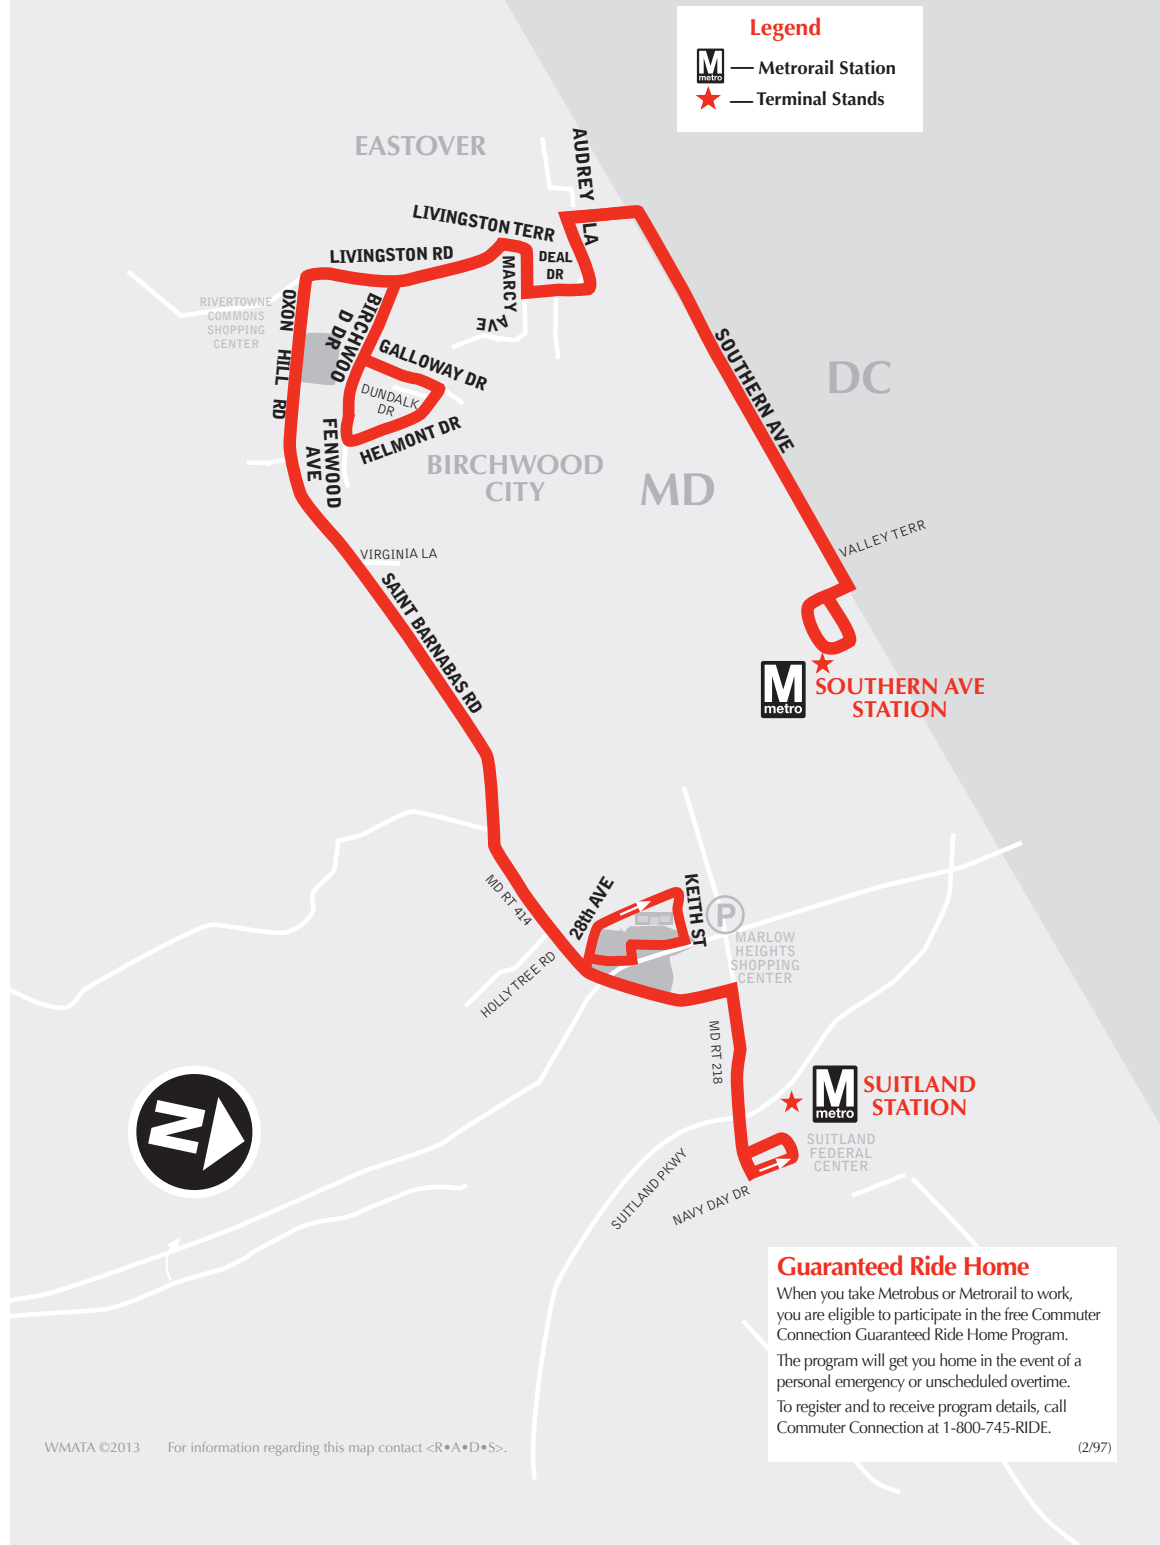 Legend
M
metro
— Metrorail Station
— Terminal Stands
EASTOVER
AUDREY
LA
LIVINGSTON TERR
LIVINGSTON RD
DEAL
DR
MARCY
AVE
RIVERTOWNE
COMMONS
SHOPPING
CENTER
OXON
HILL
RD
BIRCHWOO
D DR
GALLOWAY DR
DUNDALK
DR
HELMONT DR
FENWOOD
AVE
SOUTHERN AVE
DC
BIRCHWOOD
CITY
MD
VALLEY TERR
VIRGINIA LA
SAINT BARNABAS RD
M
metro
SOUTHERN AVE
STATION
MD RT 414
28th AVE
KEITH ST
P
MARLOW
HEIGHTS
SHOPPING
CENTER
HOLLY TREE RD
MD RT 218
M
metro
SUITLAND
STATION
SUITLAND
FEDERAL
CENTER
N
SUITLAND PKWY
NAVY DAY DR
Guaranteed Ride Home
When you take Metrobus or Metrorail to work,
you are eligible to participate in the free Commuter
Connection Guaranteed Ride Home Program.
The program will get you home in the event of a
personal emergency or unscheduled overtime.
To register and to receive program details, call
Commuter Connection at 1-800-745-RIDE.
(2/97)
WMATA ©2013 For information regarding this map contact <R•A•D•S>.